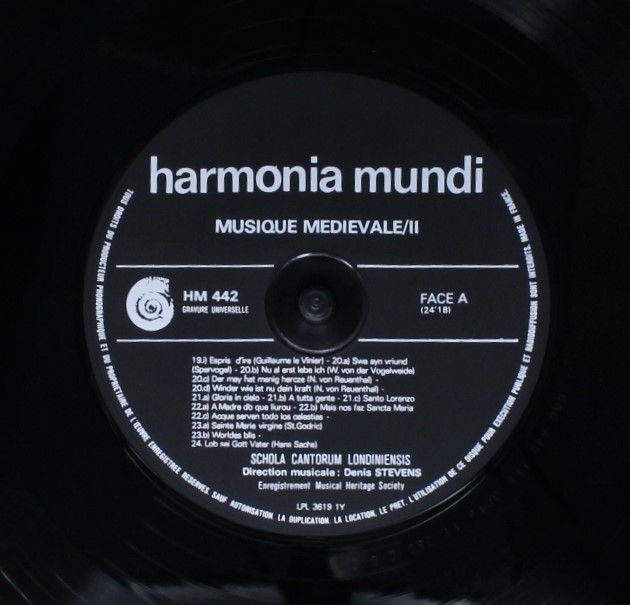 harmonia mundi
MUSIQUE MEDIEVALE/II
HM 442
GRAVURE UNIVERSELLE
FACE A
(24'18)
19.i) Espris d'ire (Guillaume le Vinier) - 20.a) Swa ayn vriund
(Spervogel) - 20.b) Nu al erst lebe ich (W. von der Vogelweide)
20.c) Der may hat menig hercze (N. von Reuenthal) -
20.d) Winder wie ist nu dein kraft (N. von Reuenthal) -
21.a) Gloria in cielo - 21.b) A tutta gente - 21.c) Santo Lorenzo
22.a) A Madre do que liurou - 22.b) Mais nos faz Sancta Maria
22.c) Acque serven todo los celestias -
23.a) Sainte Marie virgine (St.Godric)
23.b) Worldes blis -
24. Lob sei Gott Vater (Hans Sachs)
SCHOLA CANTORUM LONDINIENSIS
Direction musicale : Denis STEVENS
Enregistrement Musical Heritage Society
LPL 3619 1Y
TOUS DROITS DU PRODUCTEUR PHONOGRAPHIQUE ET DU PROPRIETAIRE DE L'ŒUVRE ENREGISTREE RESERVES. SAUF AUTORISATION LA DUPLICATION, LA LOCATION, LE PRET, L'UTILISATION DE CE DISQUE POUR EXECUTION PUBLIQUE ET RADIODIFFUSION SONT INTERDITS. MADE IN FRANCE.